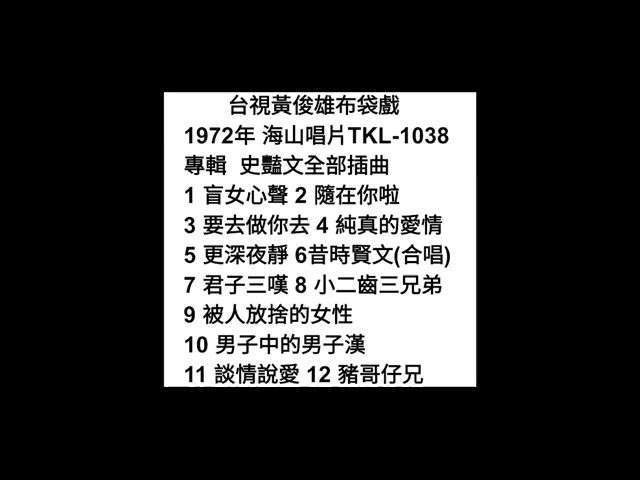 台視黃俊雄布袋戲
1972年 海山唱片TKL-1038
專輯 史豔文全部插曲
1 盲女心聲 2 隨在你啦
3 要去做你去 4 純真的愛情
5 更深夜靜 6昔時賢文(合唱)
7 君子三嘆 8 小二齒三兄弟
9 被人放捨的女性
10 男子中的男子漢
11 談情說愛 12 豬哥仔兄